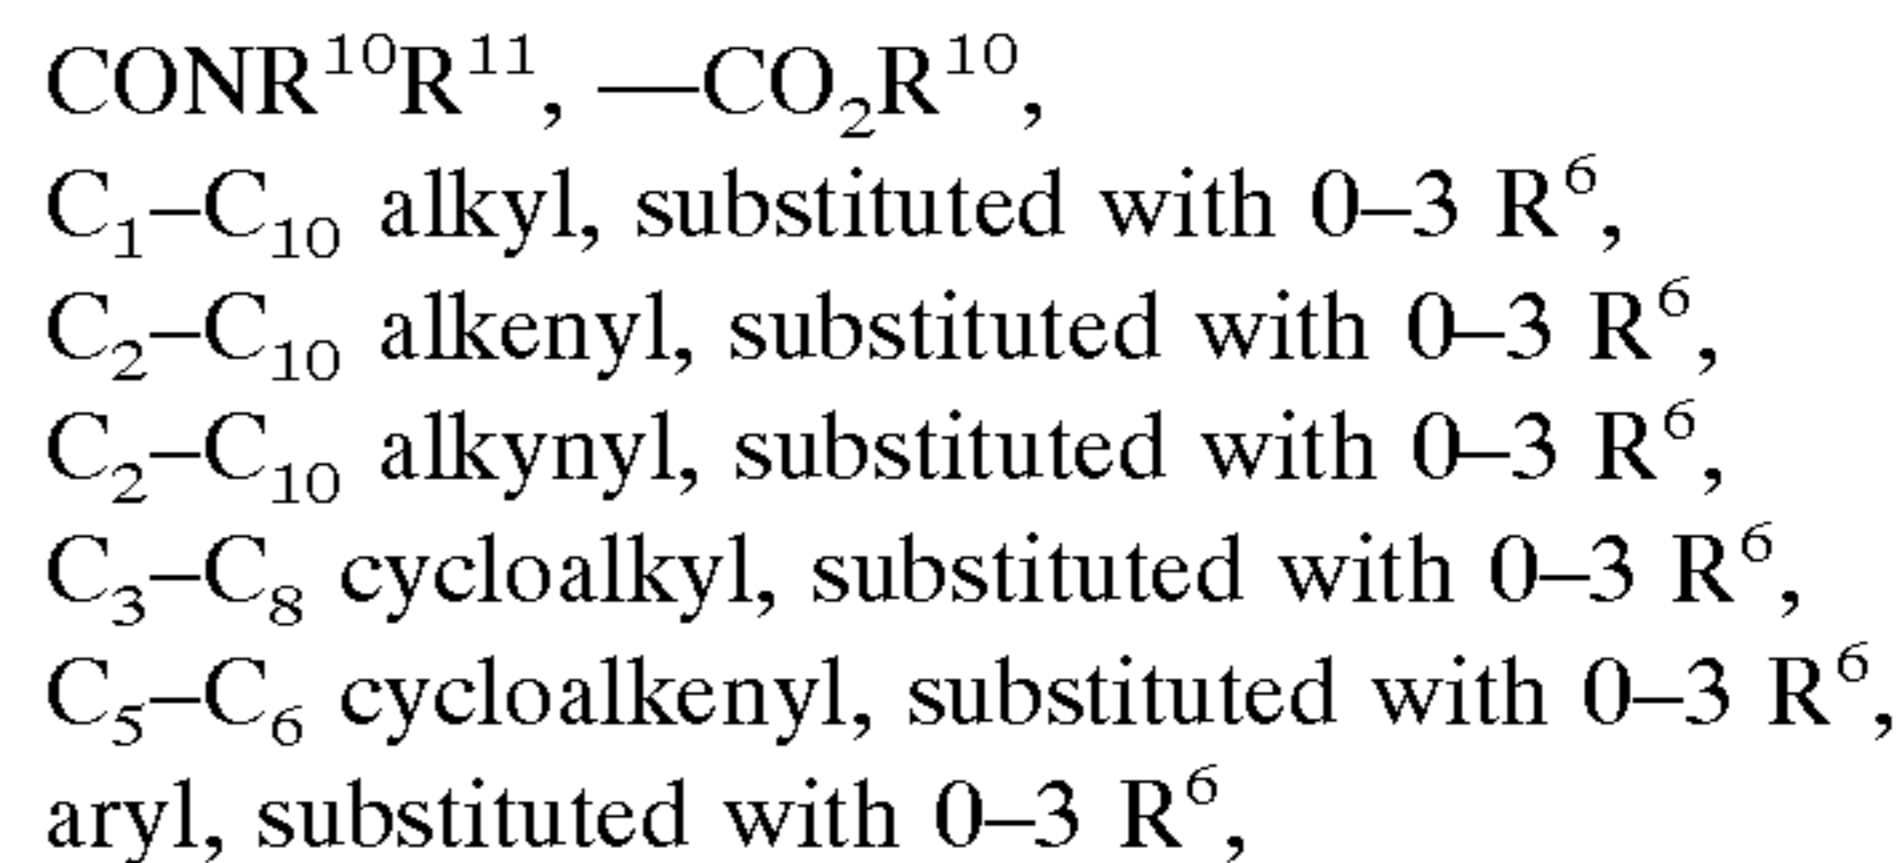 CONR¹⁰R¹¹, —CO₂R¹⁰,
C₁–C₁₀ alkyl, substituted with 0–3 R⁶,
C₂–C₁₀ alkenyl, substituted with 0–3 R⁶,
C₂–C₁₀ alkynyl, substituted with 0–3 R⁶,
C₃–C₈ cycloalkyl, substituted with 0–3 R⁶,
C₅–C₆ cycloalkenyl, substituted with 0–3 R⁶,
aryl, substituted with 0–3 R⁶,